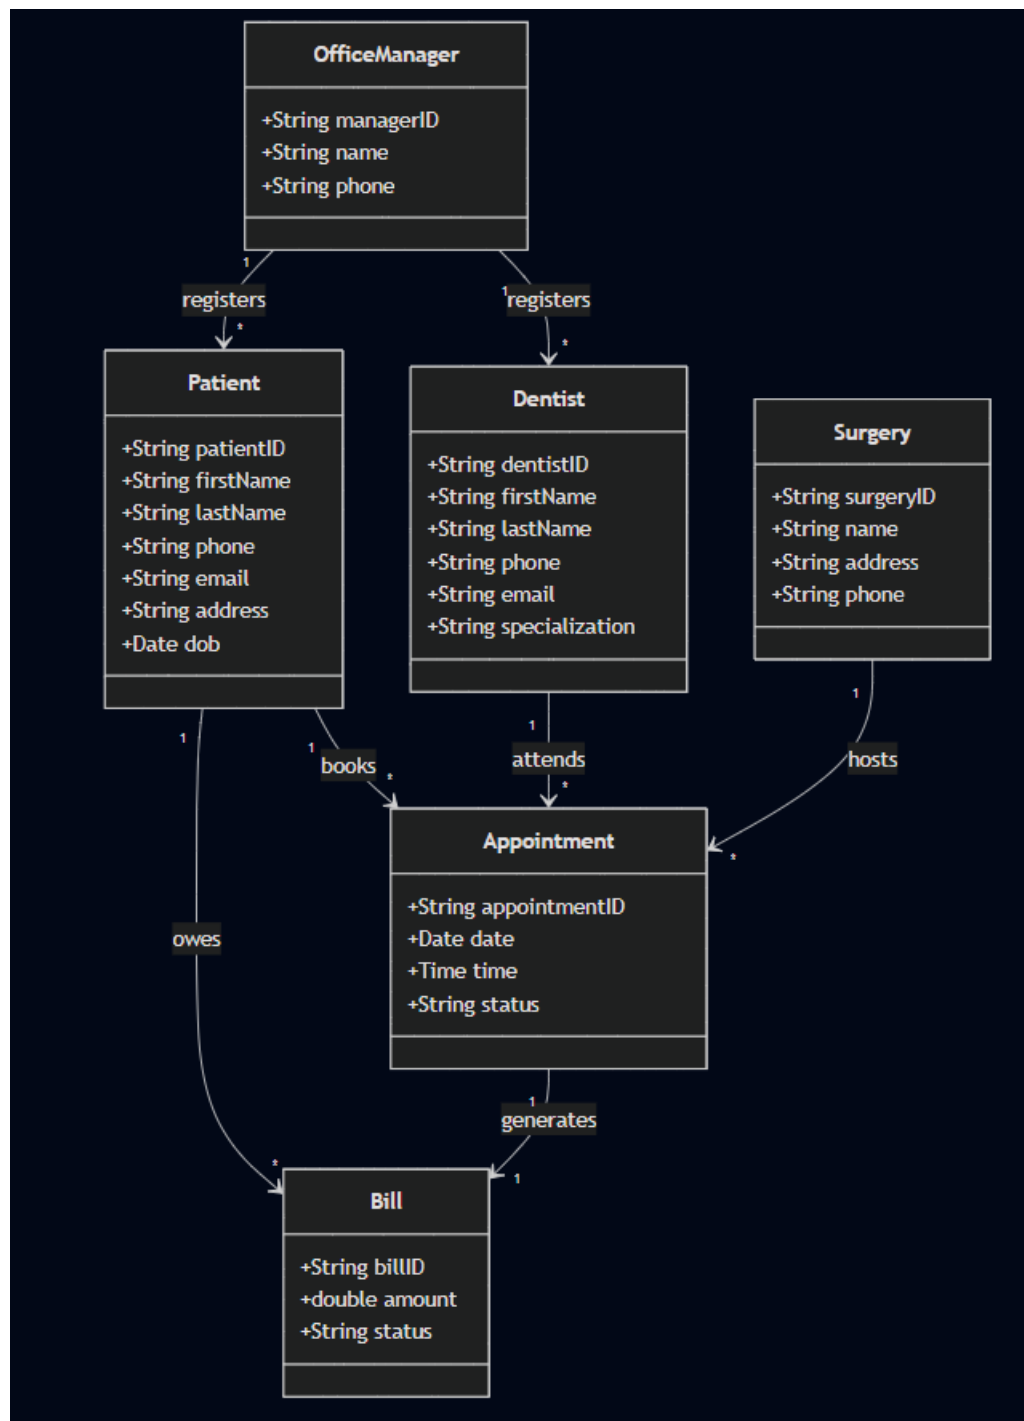 OfficeManager
+String managerID
+String name
+String phone
1
1
registers
registers
*
*
Patient
+String patientID
+String firstName
+String lastName
+String phone
+String email
+String address
+Date dob
Dentist
+String dentistID
+String firstName
+String lastName
+String phone
+String email
+String specialization
Surgery
+String surgeryID
+String name
+String address
+String phone
1
1
1
1
books
attends
hosts
*
*
*
Appointment
+String appointmentID
+Date date
+Time time
+String status
owes
1
generates
*
1
Bill
+String billID
+double amount
+String status